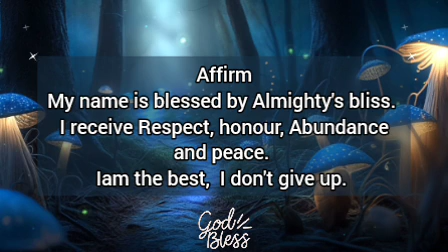 Affirm
My name is blessed by Almighty's bliss.
I receive Respect, honour, Abundance
and peace.
Iam the best, I don't give up.
God
Bless